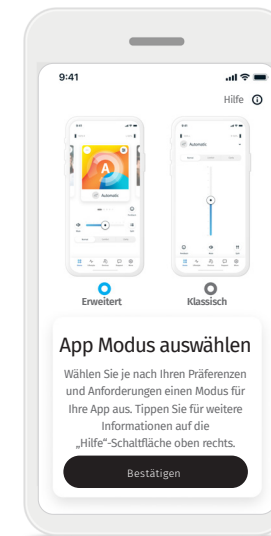 9:41
Hilfe
Automatic
A
Automatic
Erweitert
Klassisch
App Modus auswählen
Wählen Sie je nach Ihren Präferenzen
und Anforderungen einen Modus für
Ihre App aus. Tippen Sie für weitere
Informationen auf die
„Hilfe“-Schaltfläche oben rechts.
Bestätigen